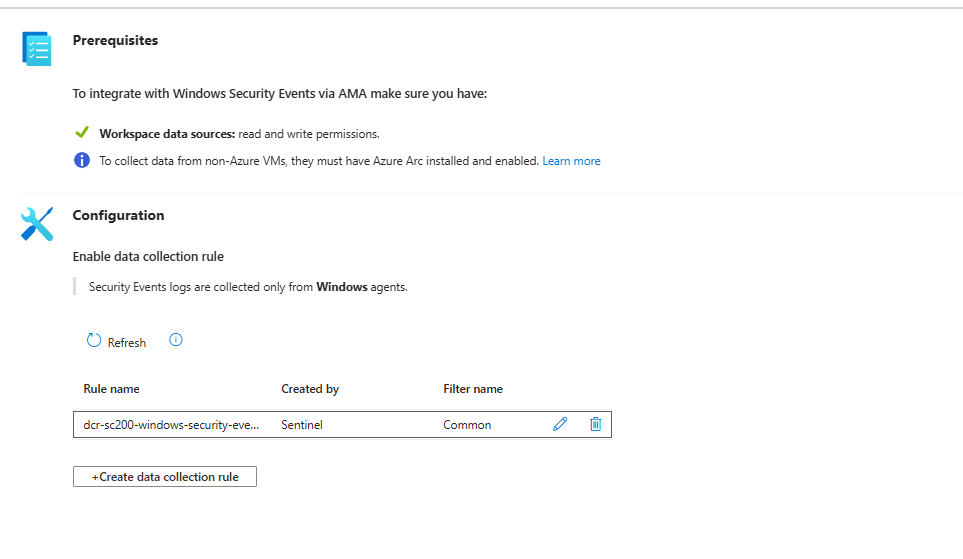 Prerequisites
To integrate with Windows Security Events via AMA make sure you have:
Workspace data sources: read and write permissions.
To collect data from non-Azure VMs, they must have Azure Arc installed and enabled. Learn more
Configuration
Enable data collection rule
Security Events logs are collected only from Windows agents.
Refresh
Rule name Created by Filter name
dcr-sc200-windows-security-eve... Sentinel Common
+Create data collection rule